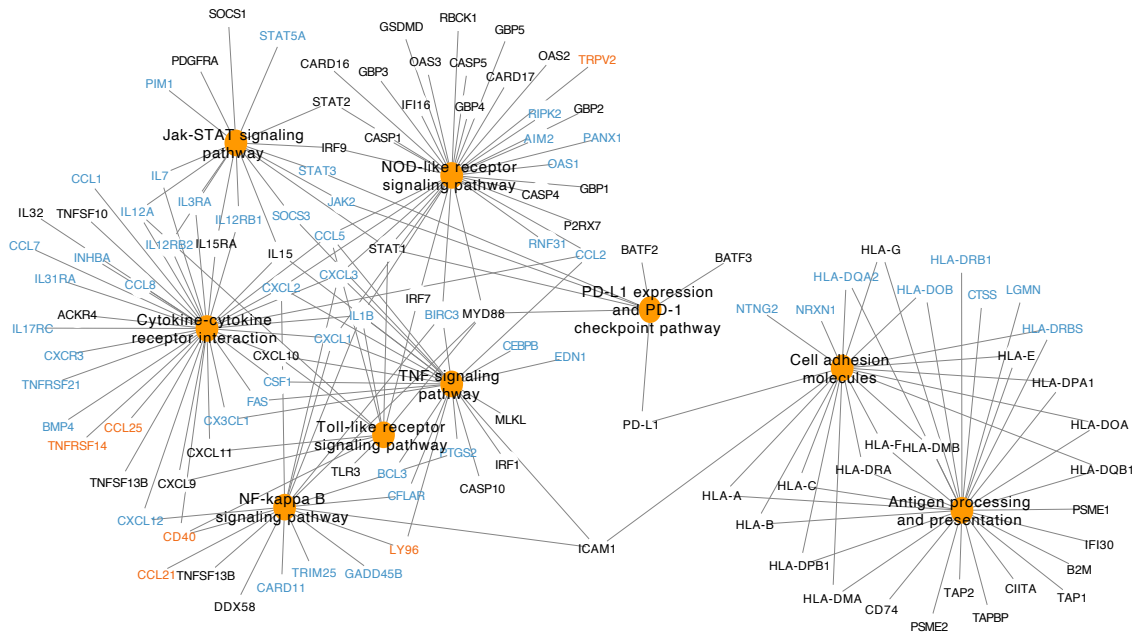 SOCS1
RBCK1
GSDMD
GBP5
STAT5A
OAS2
TRPV2
PDGFRA
CARD16
OAS3
CASP5
GBP3
CARD17
PIM1
STAT2
IFI16
GBP4
RIPK2
GBP2
Jak-STAT signaling
pathway
CASP1
AIM2
PANX1
IRF9
NOD-like receptor
signaling pathway
OAS1
STAT3
CCL1
IL7
GBP1
CASP4
IL3RA
JAK2
IL32
TNFSF10
IL12A
IL12RB1
SOCS3
P2RX7
CCL5
CCL7
IL12RB2
IL15RA
STAT1
RNF31
BATF2
HLA-G
INHBA
IL15
CCL2
BATF3
HLA-DRB1
IL31RA
CCL8
CXCL3
HLA-DQA2
CXCL2
PD-L1 expression
and PD-1
checkpoint pathway
HLA-DOB
CTSS
LGMN
IRF7
NTNG2
NRXN1
ACKR4
Cytokine-cytokine
receptor interaction
IL1B
BIRC3
MYD88
IL17RC
HLA-DRBS
CXCL1
CXCR3
CXCL10
CEBPB
EDN1
Cell adhesion
molecules
HLA-E
TNFRSF21
CSF1
TNF signaling
pathway
HLA-DPA1
FAS
BMP4
CCL25
CX3CL1
MLKL
PD-L1
HLA-DOA
TNFRSF14
Toll-like receptor
signaling pathway
HLA-F
HLA-DMB
CXCL11
PTGS2
IRF1
TNFSF13B
CXCL9
TLR3
BCL3
CASP10
HLA-DRA
HLA-DQB1
HLA-C
CXCL12
NF-kappa B
signaling pathway
CFLAR
HLA-A
Antigen processing
and presentation
PSME1
CD40
HLA-B
LY96
ICAM1
IFI30
CCL21
TNFSF13B
TRIM25
GADD45B
HLA-DPB1
B2M
CARD11
CIITA
DDX58
HLA-DMA
CD74
TAP2
TAP1
PSME2
TAPBP